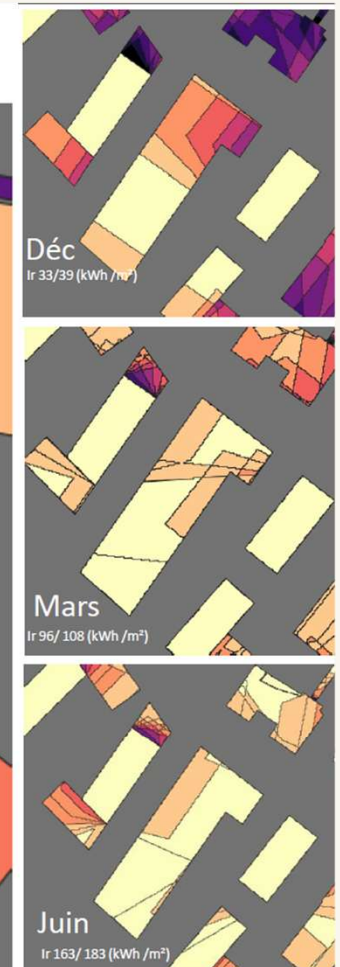 Déc
Ir 33/39 (kWh /m²)
Mars
Ir 96/ 108 (kWh /m²)
Juin
Ir 163/ 183 (kWh /m²)